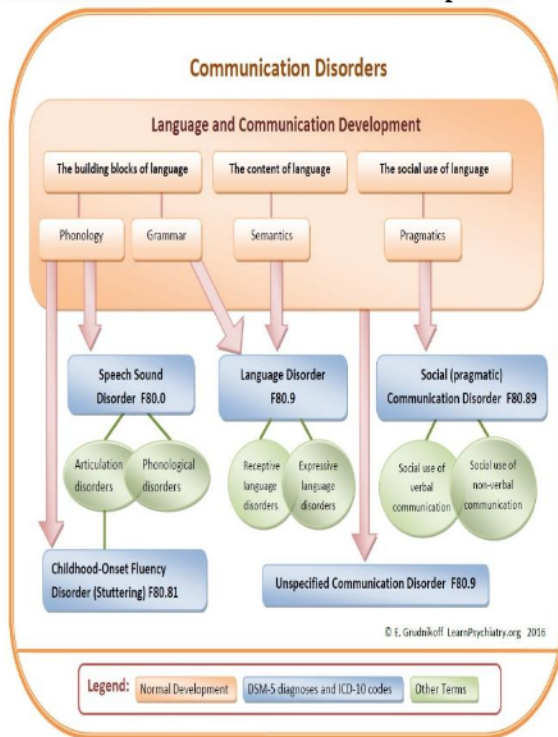 Communication Disorders
Language and Communication Development
The building blocks of language
The content of language
The social use of language
Phonology
Grammar
Semantics
Pragmatics
Speech Sound
Disorder F80.0
Language Disorder
F80.9
Social (pragmatic)
Communication Disorder F80.89
Articulation
disorders
Phonological
disorders
Receptive
language
disorders
Expressive
language
disorders
Social use of
verbal
communication
Social use of
non-verbal
communication
Childhood-Onset Fluency
Disorder (Stuttering) F80.81
Unspecified Communication Disorder F80.9
© E. Grudnikoff LearnPsychiatry.org 2016
Legend:
Normal Development
DSM-5 diagnoses and ICD-10 codes
Other Terms